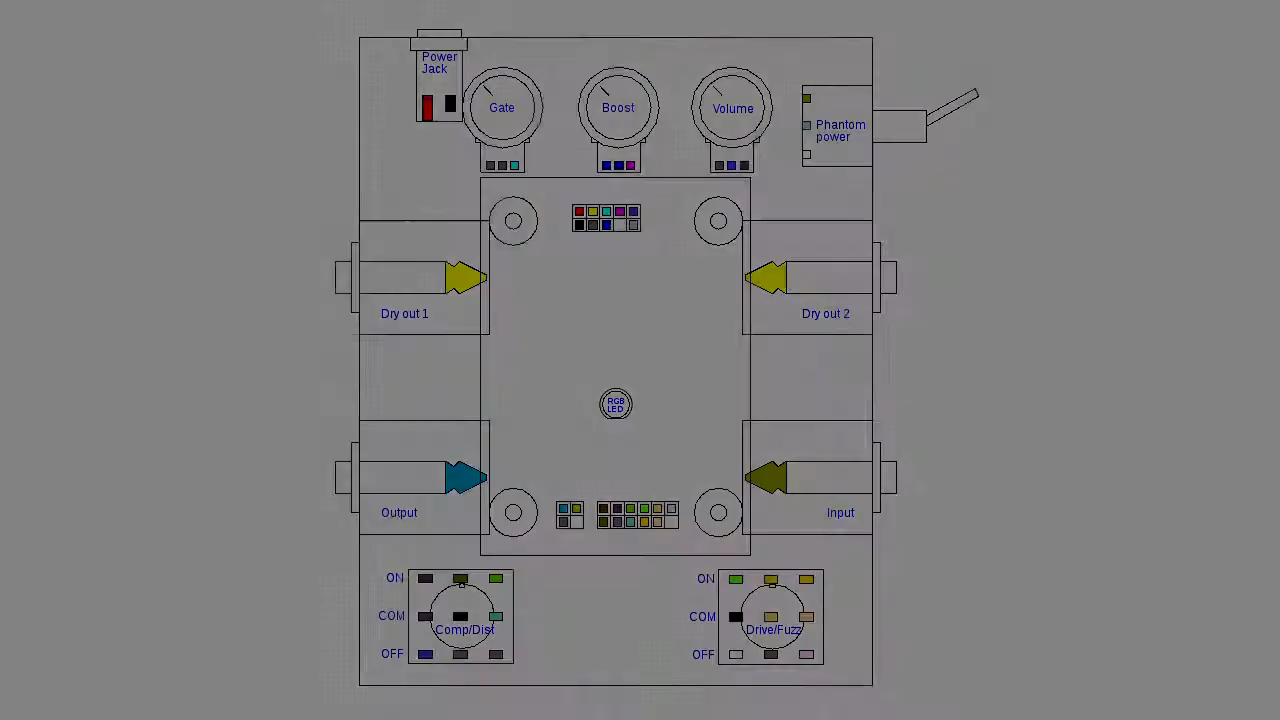 Power
Jack
Gate
Boost
Volume
Phantom
power
Dry out 1
Dry out 2
RGB
LED
Output
Input
ON
COM
Comp/Dist
OFF
ON
COM
Drive/Fuzz
OFF